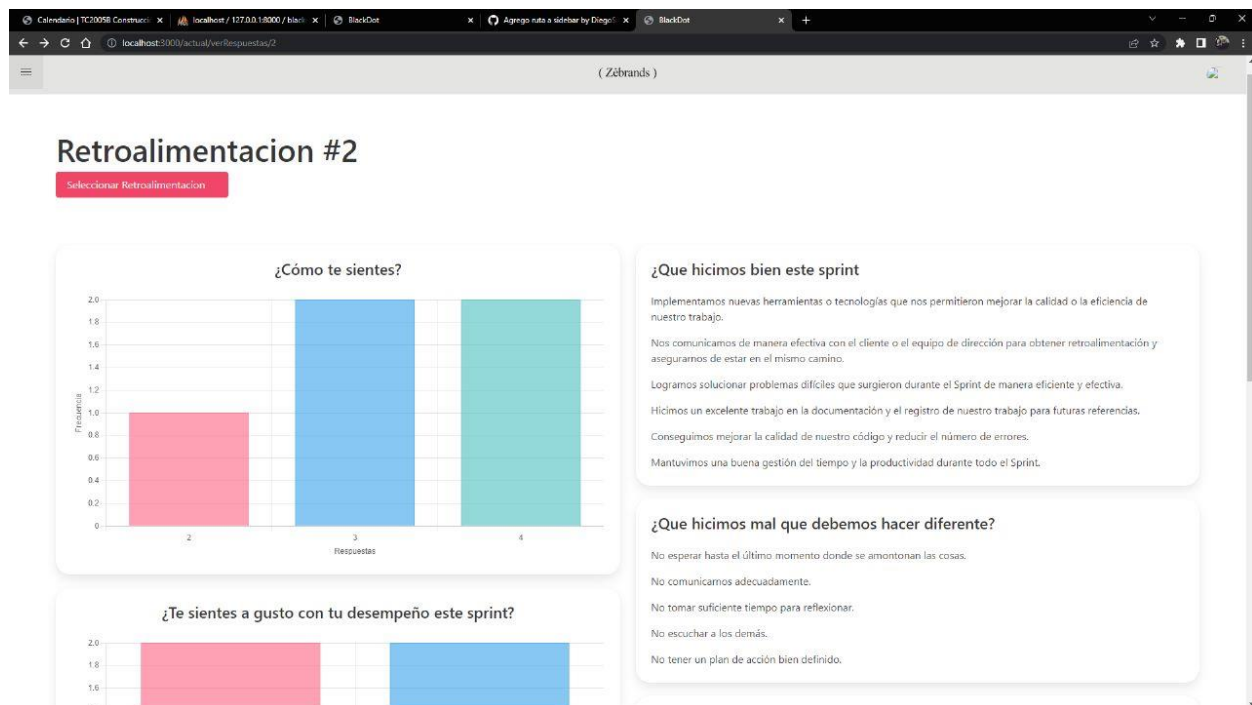 Calendario | TC2005B Construcci
localhost / 127.0.0.1:8000 / black
BlackDot
Agrego ruta a sidebar by DiegoS
BlackDot
localhost:3000/actual/verRespuestas/2
( Zēbrands )
Retroalimentacion #2
Seleccionar Retroalimentacion
¿Cómo te sientes?
2.0
1.8
1.6
1.4
1.2
1.0
0.8
0.6
0.4
0.2
0
Frecuencia
2
3
4
Respuestas
¿Te sientes a gusto con tu desempeño este sprint?
2.0
1.8
1.6
¿Que hicimos bien este sprint
Implementamos nuevas herramientas o tecnologías que nos permitieron mejorar la calidad o la eficiencia de
nuestro trabajo.
Nos comunicamos de manera efectiva con el cliente o el equipo de dirección para obtener retroalimentación y
asegurarnos de estar en el mismo camino.
Logramos solucionar problemas difíciles que surgieron durante el Sprint de manera eficiente y efectiva.
Hicimos un excelente trabajo en la documentación y el registro de nuestro trabajo para futuras referencias.
Conseguimos mejorar la calidad de nuestro código y reducir el número de errores.
Mantuvimos una buena gestión del tiempo y la productividad durante todo el Sprint.
¿Que hicimos mal que debemos hacer diferente?
No esperar hasta el último momento donde se amontonan las cosas.
No comunicarnos adecuadamente.
No tomar suficiente tiempo para reflexionar.
No escuchar a los demás.
No tener un plan de acción bien definido.